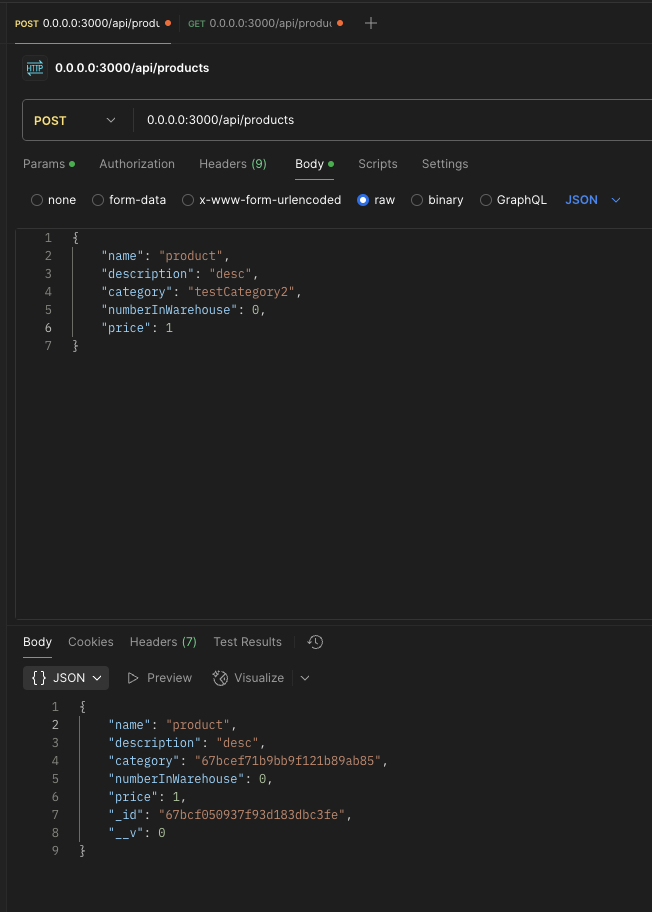 POST 0.0.0.0:3000/api/produ GET 0.0.0.0:3000/api/produ
HTTP 0.0.0.0:3000/api/products
POST 0.0.0.0:3000/api/products
Params Authorization Headers (9) Body Scripts Settings
none form-data x-www-form-urlencoded raw binary GraphQL JSON
1 {
2 "name": "product",
3 "description": "desc",
4 "category": "testCategory2",
5 "numberInWarehouse": 0,
6 "price": 1
7 }
Body Cookies Headers (7) Test Results
{} JSON Preview Visualize
1 {
2 "name": "product",
3 "description": "desc",
4 "category": "67bcef71b9bb9f121b89ab85",
5 "numberInWarehouse": 0,
6 "price": 1,
7 "_id": "67bcf050937f93d183dbc3fe",
8 "__v": 0
9 }